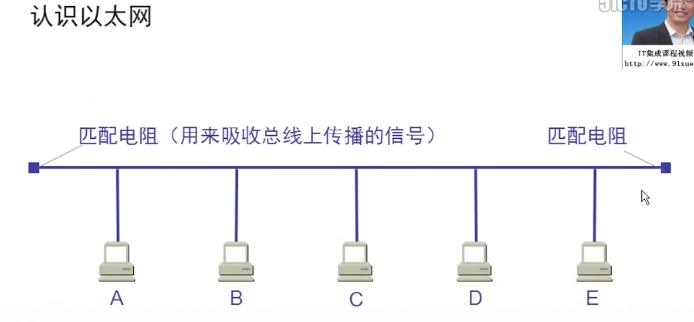 51CTO学院
认识以太网
IT集成课程视频
http://www.91xue
匹配电阻（用来吸收总线上传播的信号）
匹配电阻
A
B
C
D
E